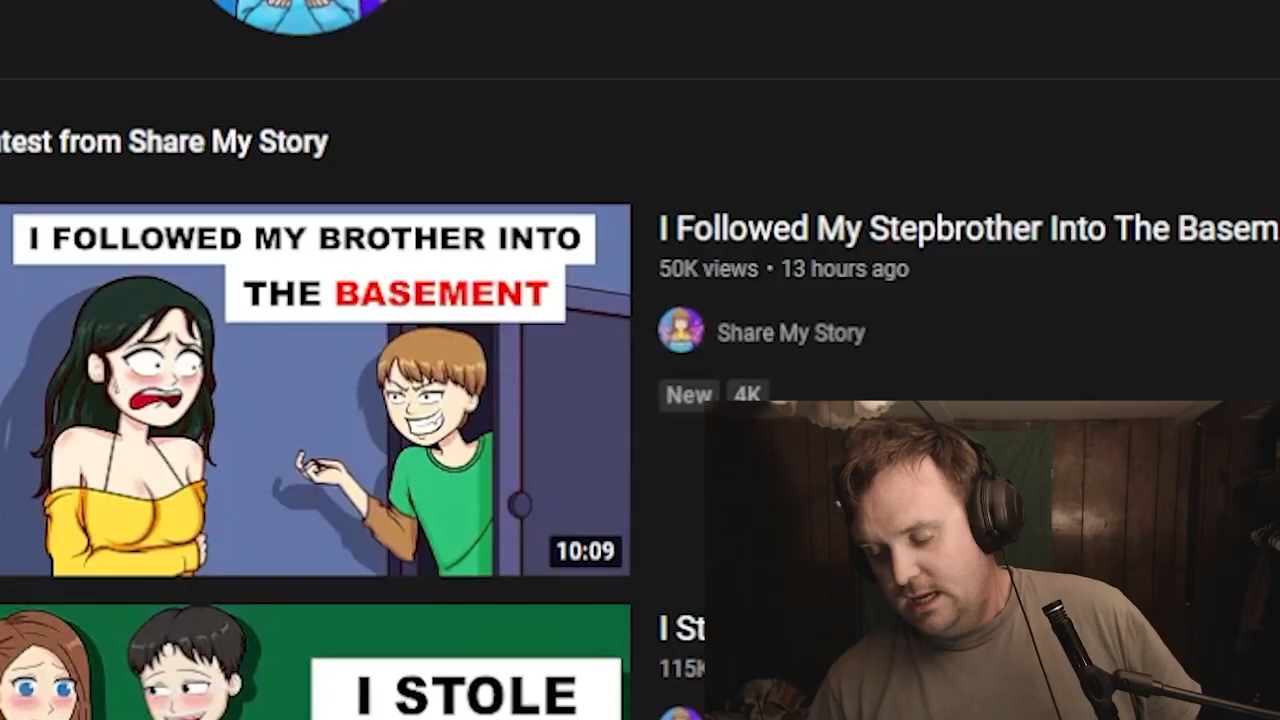 test from Share My Story
I FOLLOWED MY BROTHER INTO
THE BASEMENT
10:09
I Followed My Stepbrother Into The Basem
50K views • 13 hours ago
Share My Story
New 4K
I STOLE
I St
115K